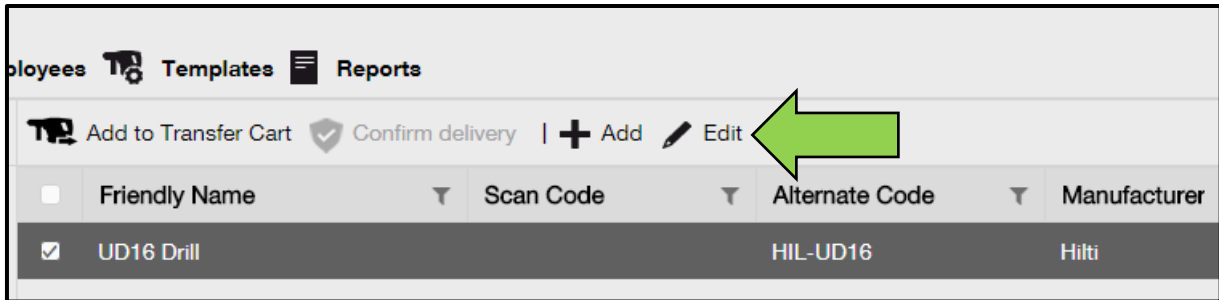 ployees Templates Reports
Add to Transfer Cart Confirm delivery | Add Edit
Friendly Name Scan Code Alternate Code Manufacturer
UD16 Drill HIL-UD16 Hilti